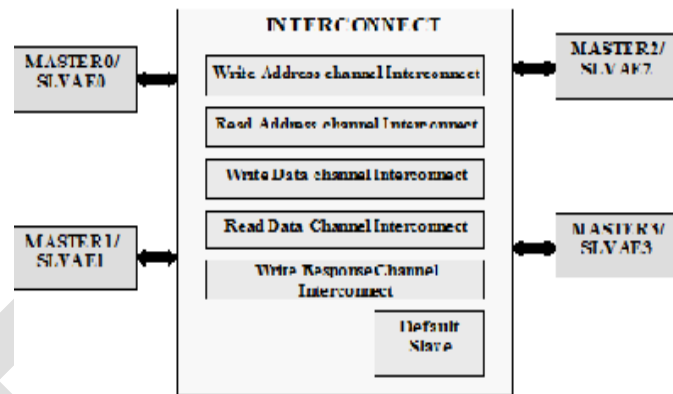 INTERCONNECT
MASTER0/
SLVAE0
Write Address channel Interconnect
MASTER2/
SLVAE2
Read Address channel Interconnect
Write Data channel Interconnect
MASTER1/
SLVAE1
Read Data Channel Interconnect
MASTER3/
SLVAE3
Write Response Channel
Interconnect
Default
Slave